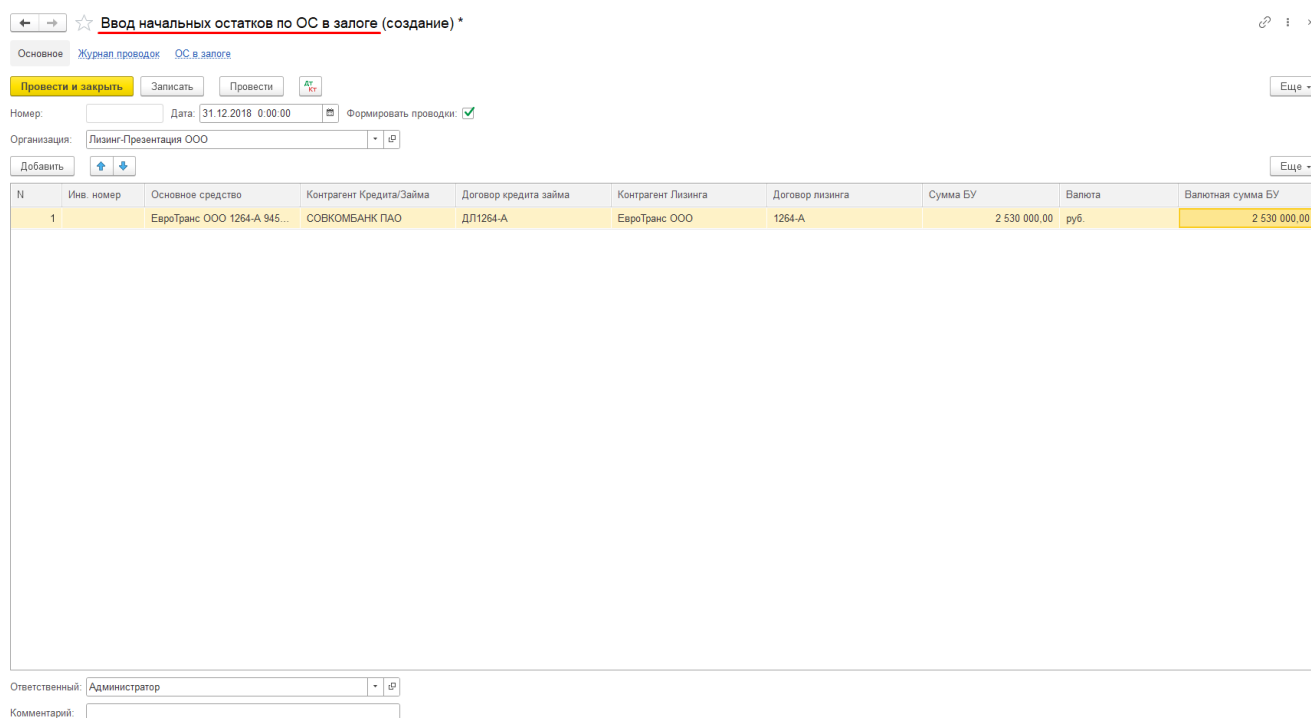 Ввод начальных остатков по ОС в залоге (создание) *
Основное Журнал проводок ОС в залоге
Провести и закрыть Записать Провести Дт Кт Еще
Номер: Дата: 31.12.2018 0:00:00 Формировать проводки:
Организация: Лизинг-Презентация ООО
Добавить Еще
N Инв. номер Основное средство Контрагент Кредита/Займа Договор кредита займа Контрагент Лизинга Договор лизинга Сумма БУ Валюта Валютная сумма БУ
1 ЕвроТранс ООО 1264-А 945... СОВКОМБАНК ПАО ДЛ1264-А ЕвроТранс ООО 1264-А 2 530 000,00 руб. 2 530 000,00
Ответственный: Администратор
Комментарий: